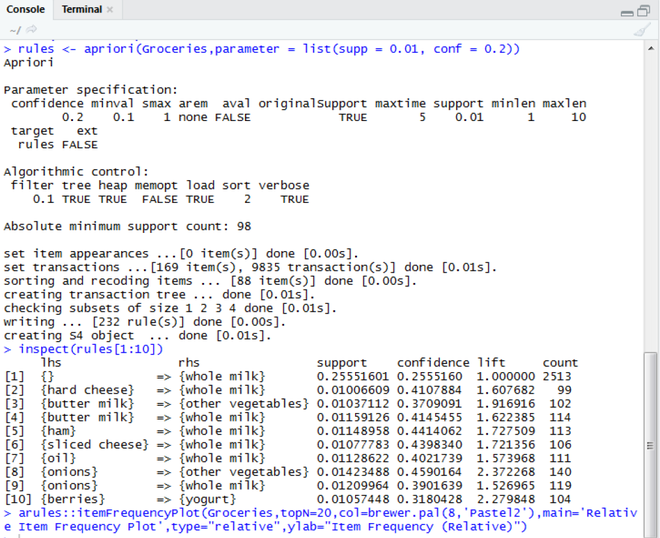 Console Terminal ×
~/
> rules <- apriori(Groceries,parameter = list(supp = 0.01, conf = 0.2))
Apriori
Parameter specification:
confidence minval smax arem aval originalSupport maxtime support minlen maxlen
0.2 0.1 1 none FALSE TRUE 5 0.01 1 10
target ext
rules FALSE
Algorithmic control:
filter tree heap memopt load sort verbose
0.1 TRUE TRUE FALSE TRUE 2 TRUE
Absolute minimum support count: 98
set item appearances ...[0 item(s)] done [0.00s].
set transactions ...[169 item(s), 9835 transaction(s)] done [0.01s].
sorting and recoding items ... [88 item(s)] done [0.00s].
creating transaction tree ... done [0.01s].
checking subsets of size 1 2 3 4 done [0.01s].
writing ... [232 rule(s)] done [0.00s].
creating S4 object ... done [0.01s].
> inspect(rules[1:10])
lhs rhs support confidence lift count
[1] {} => {whole milk} 0.25551601 0.2555160 1.000000 2513
[2] {hard cheese} => {whole milk} 0.01006609 0.4107884 1.607682 99
[3] {butter milk} => {other vegetables} 0.01037112 0.3709091 1.916916 102
[4] {butter milk} => {whole milk} 0.01159126 0.4145455 1.622385 114
[5] {ham} => {whole milk} 0.01148958 0.4414062 1.727509 113
[6] {sliced cheese} => {whole milk} 0.01077783 0.4398340 1.721356 106
[7] {oil} => {whole milk} 0.01128622 0.4021739 1.573968 111
[8] {onions} => {other vegetables} 0.01423488 0.4590164 2.372268 140
[9] {onions} => {whole milk} 0.01209964 0.3901639 1.526965 119
[10] {berries} => {yogurt} 0.01057448 0.3180428 2.279848 104
> arules::itemFrequencyPlot(Groceries,topN=20,col=brewer.pal(8,'Pastel2'),main='Relativ
e Item Frequency Plot',type="relative",ylab="Item Frequency (Relative)")